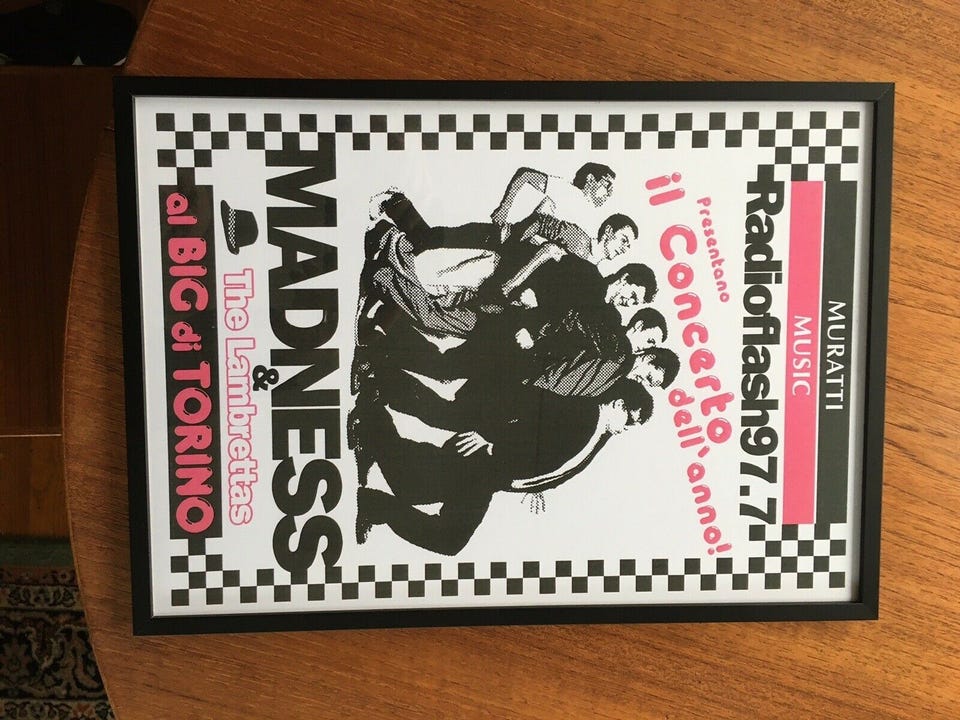 MURATTI
MUSIC
Radioflash97.7
presentano
il Concerto dell'anno!
MADNESS
&
The Lambrettas
al BIG di TORINO